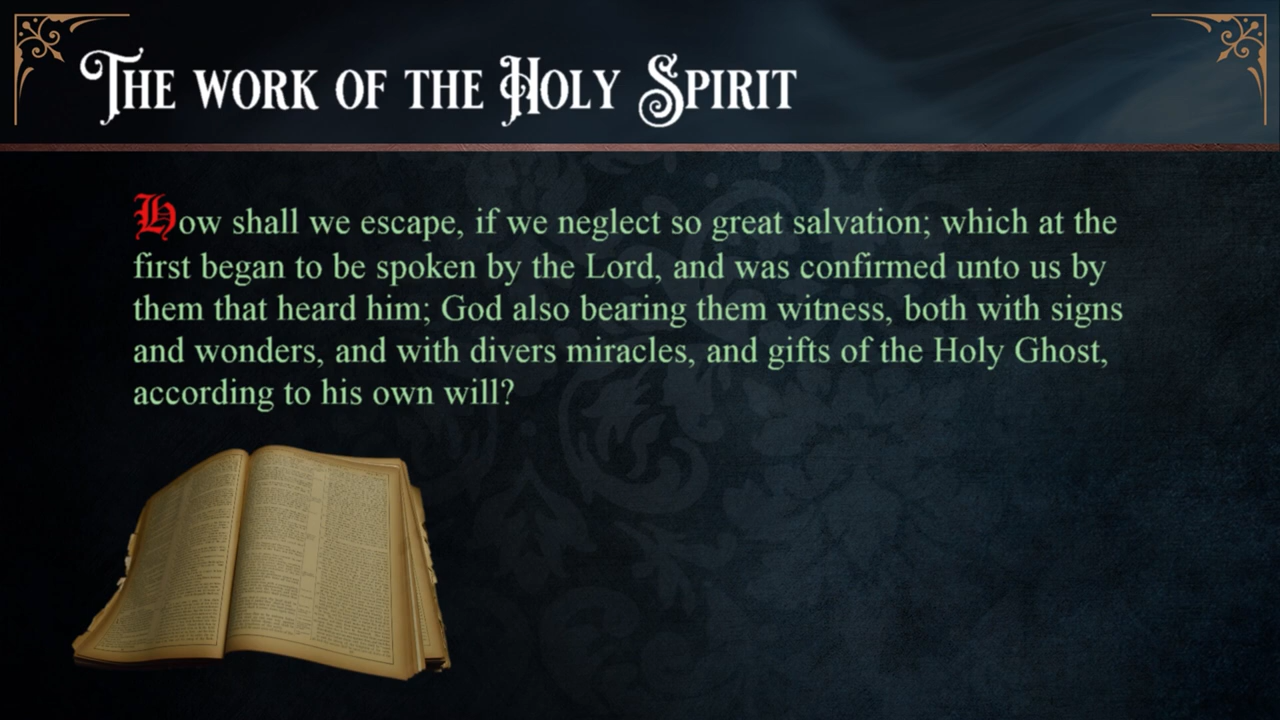 The work of the Holy Spirit
How shall we escape, if we neglect so great salvation; which at the
first began to be spoken by the Lord, and was confirmed unto us by
them that heard him; God also bearing them witness, both with signs
and wonders, and with divers miracles, and gifts of the Holy Ghost,
according to his own will?